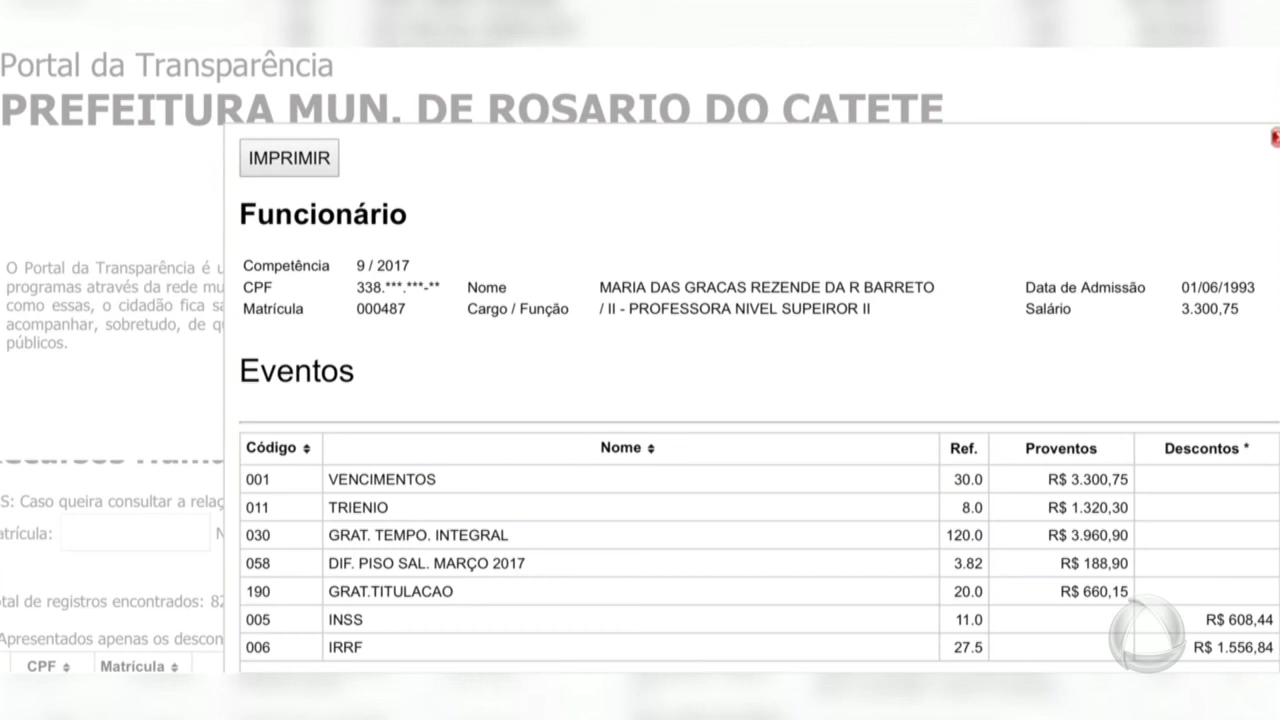 Portal da Transparência
PREFEITURA MUN. DE ROSARIO DO CATETE
IMPRIMIR
Funcionário
Competência 9 / 2017
CPF 338.***.***-** Nome MARIA DAS GRACAS REZENDE DA R BARRETO Data de Admissão 01/06/1993
Matrícula 000487 Cargo / Função / II - PROFESSORA NIVEL SUPEIROR II Salário 3.300,75
O Portal da Transparência é
programas através da rede
como essas, o cidadão fica
acompanhar, sobretudo, de
públicos.
Eventos
Código Nome Ref. Proventos Descontos *
001 VENCIMENTOS 30.0 R$ 3.300,75
011 TRIENIO 8.0 R$ 1.320,30
030 GRAT. TEMPO. INTEGRAL 120.0 R$ 3.960,90
058 DIF. PISO SAL. MARÇO 2017 3.82 R$ 188,90
190 GRAT.TITULACAO 20.0 R$ 660,15
005 INSS 11.0 R$ 608,44
006 IRRF 27.5 R$ 1.556,84
S: Caso queira consultar a
atrícula:
tal de registros encontrados:
Apresentados apenas os
CPF Matrícula